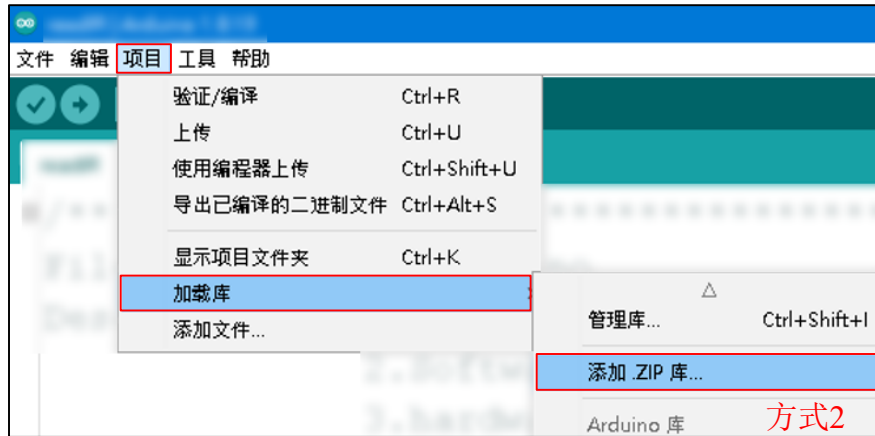 文件 编辑 项目 工具 帮助
验证/编译 Ctrl+R
上传 Ctrl+U
使用编程器上传 Ctrl+Shift+U
导出已编译的二进制文件 Ctrl+Alt+S
显示项目文件夹 Ctrl+K
加载库
添加文件...
管理库... Ctrl+Shift+I
添加 .ZIP 库...
Arduino 库
方式2